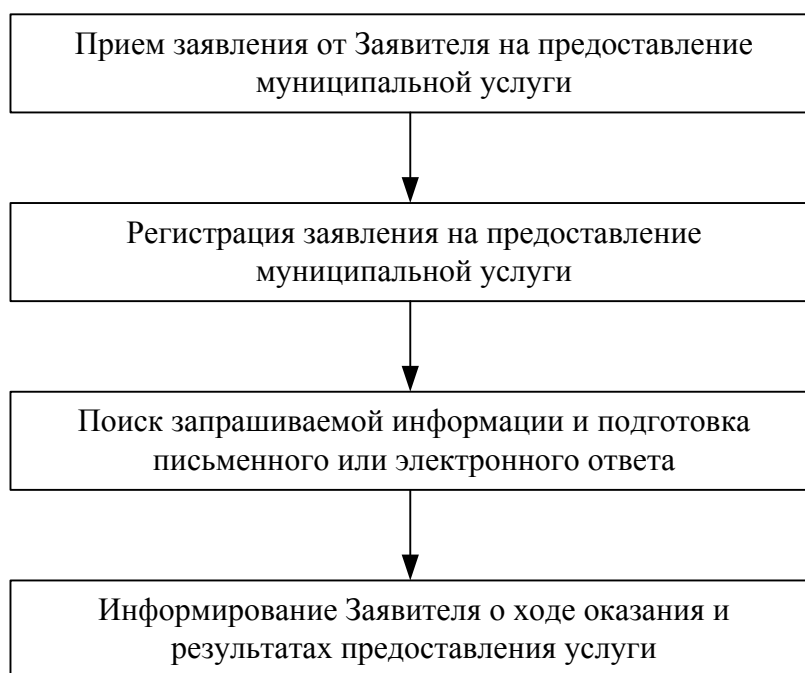 Прием заявления от Заявителя на предоставление
муниципальной услуги
Регистрация заявления на предоставление
муниципальной услуги
Поиск запрашиваемой информации и подготовка
письменного или электронного ответа
Информирование Заявителя о ходе оказания и
результатах предоставления услуги